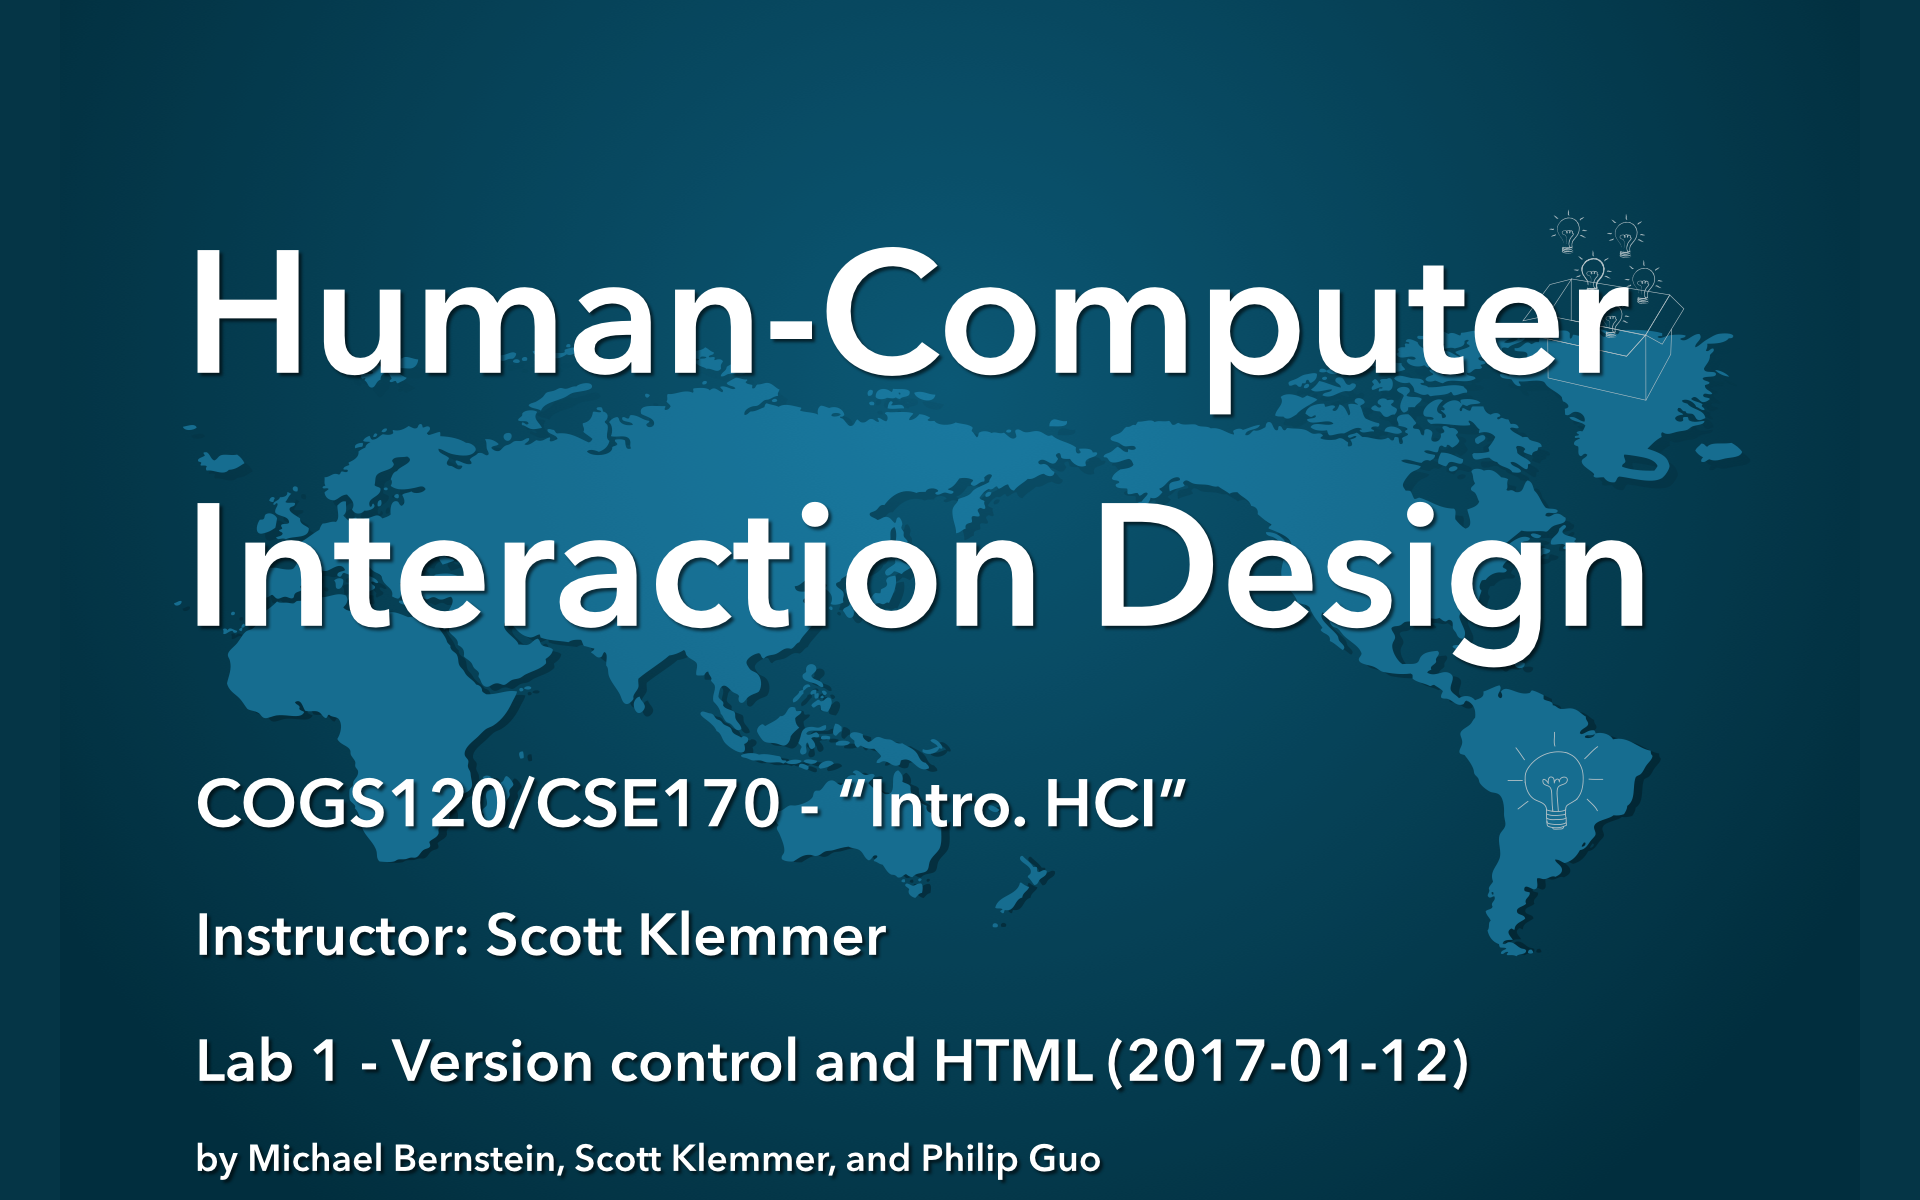 Human-Computer
Interaction Design
COGS120/CSE170 - “Intro. HCI”
Instructor: Scott Klemmer
Lab 1 - Version control and HTML (2017-01-12)
by Michael Bernstein, Scott Klemmer, and Philip Guo